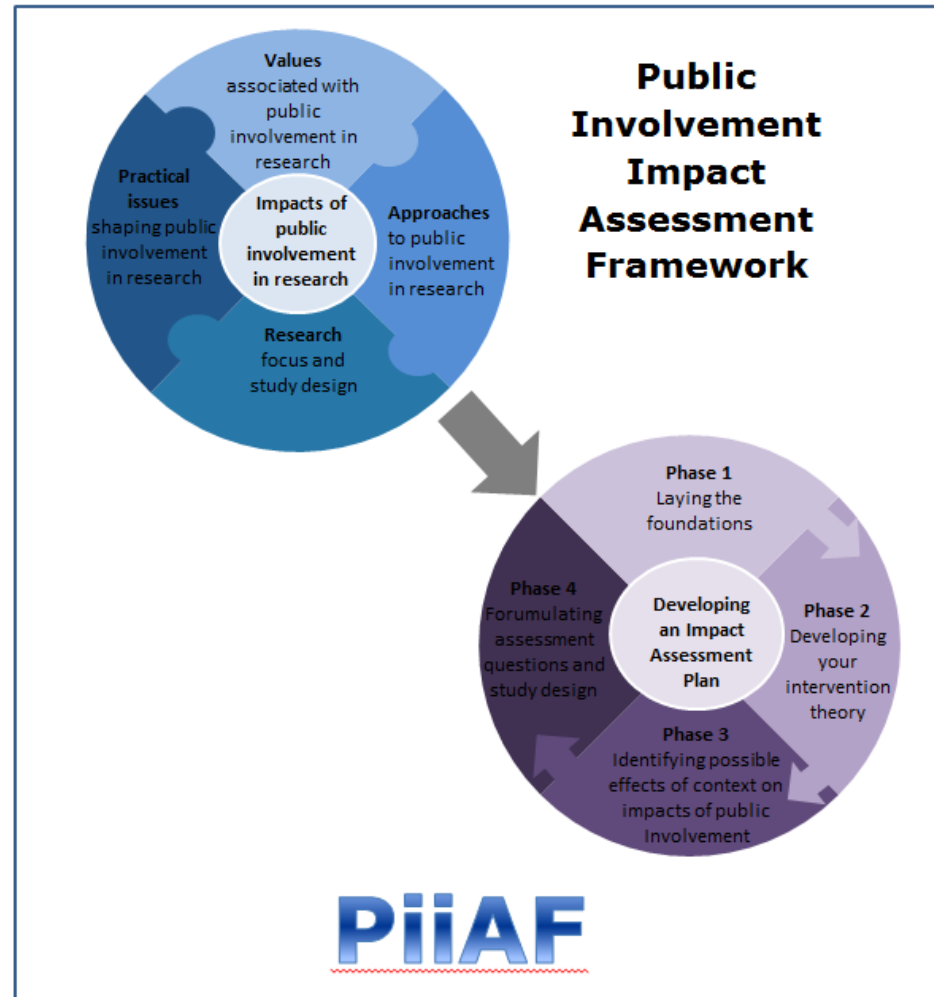 Public
Involvement
Impact
Assessment
Framework
Values
associated with
public
involvement in
research
Practical
issues
shaping public
involvement
in research
Impacts of
public
involvement
in research
Approaches
to public
involvement
in research
Research
focus and
study design
Phase 1
Laying the
foundations
Phase 2
Developing
your
intervention
theory
Phase 3
Identifying possible
effects of context on
impacts of public
Involvement
Phase 4
Forumulating
assessment
questions and
study design
Developing
an Impact
Assessment
Plan
PiiAF